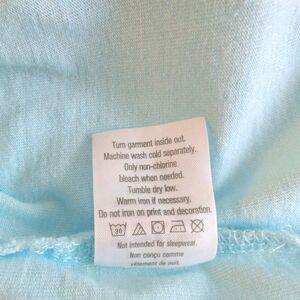 Turn garment inside out.
Machine wash cold separately.
Only non-chlorine
bleach when needed.
Tumble dry low.
Warm iron if necessary.
Do not iron on print and decoration.
30
Not intended for sleepwear.
Non conçu comme
vêtement de nuit.